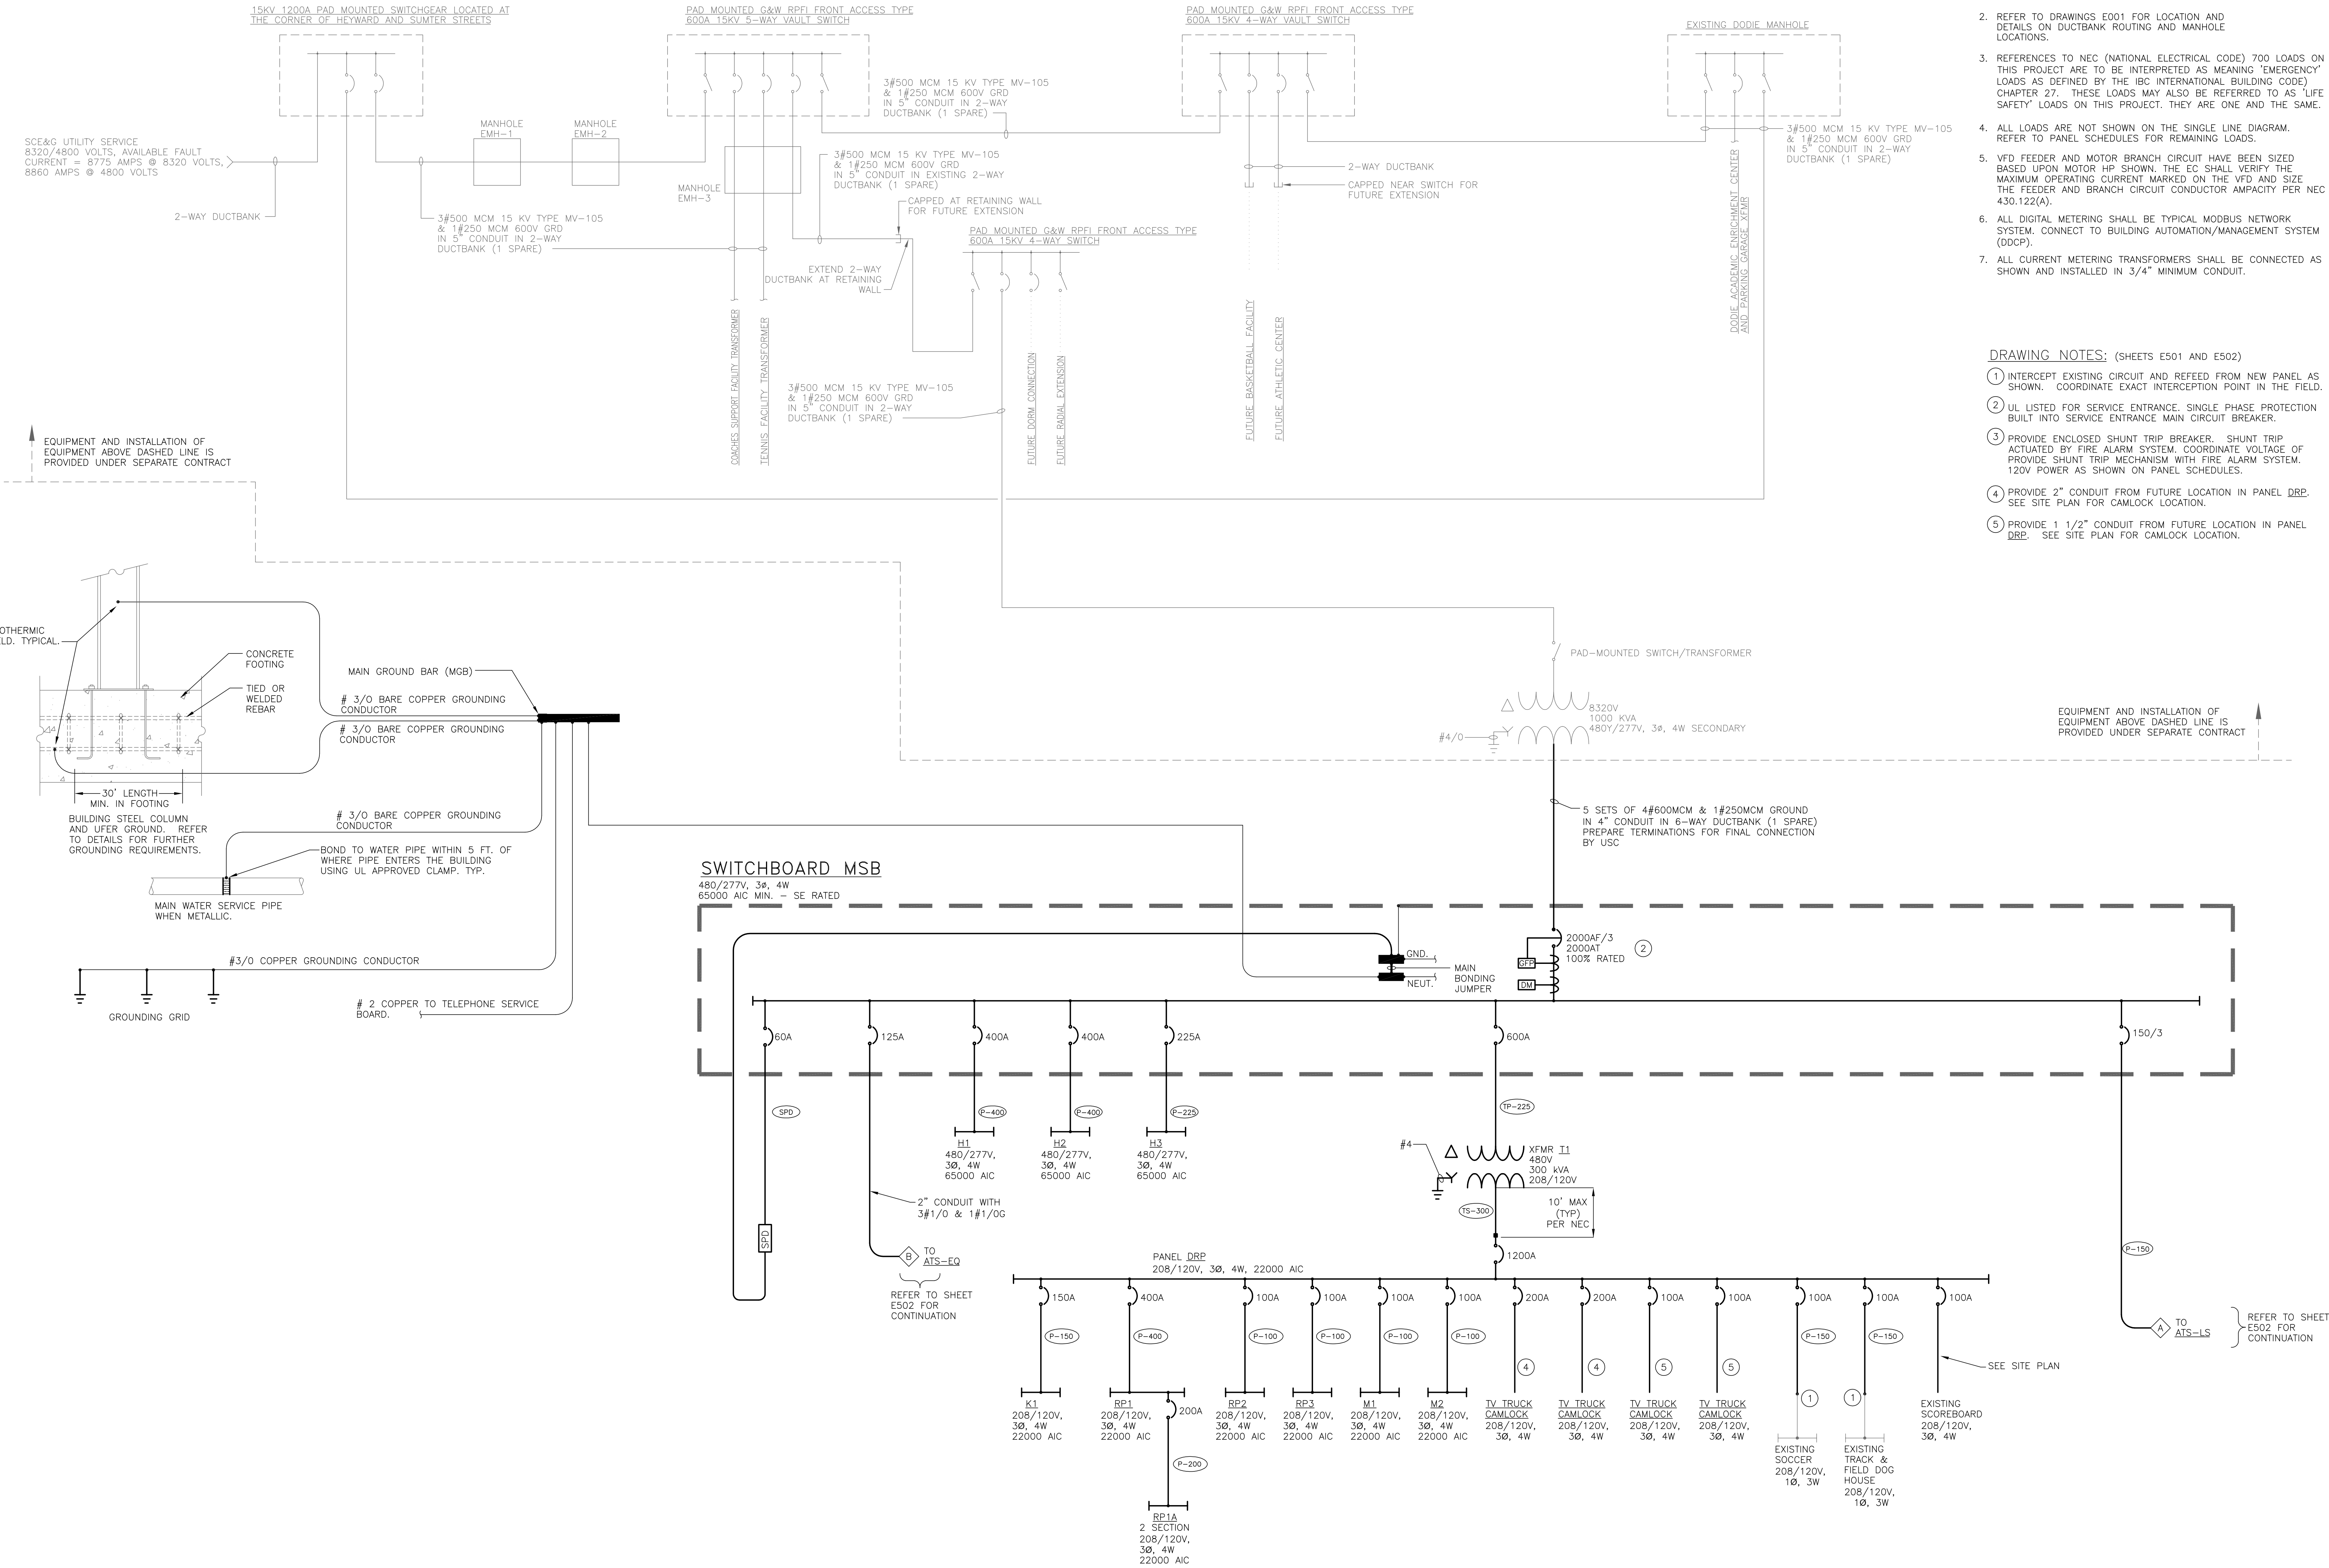 15KV 1200A PAD MOUNTED SWITCHGEAR LOCATED AT
THE CORNER OF HEYWARD AND SUMTER STREETS
PAD MOUNTED G&W RPFI FRONT ACCESS TYPE
600A 15KV 5-WAY VAULT SWITCH
PAD MOUNTED G&W RPFI FRONT ACCESS TYPE
600A 15KV 4-WAY VAULT SWITCH
EXISTING DODIE MANHOLE
SCE&G UTILITY SERVICE
8320/4800 VOLTS, AVAILABLE FAULT
CURRENT = 8775 AMPS @ 8320 VOLTS,
8860 AMPS @ 4800 VOLTS
2-WAY DUCTBANK
MANHOLE
EMH-1
MANHOLE
EMH-2
3#500 MCM 15 KV TYPE MV-105
& 1#250 MCM 600V GRD
IN 5" CONDUIT IN 2-WAY
DUCTBANK (1 SPARE)
MANHOLE
EMH-3
3#500 MCM 15 KV TYPE MV-105
& 1#250 MCM 600V GRD
IN 5" CONDUIT IN 2-WAY
DUCTBANK (1 SPARE)
3#500 MCM 15 KV TYPE MV-105
& 1#250 MCM 600V GRD
IN 5" CONDUIT IN EXISTING 2-WAY
DUCTBANK (1 SPARE)
CAPPED AT RETAINING WALL
FOR FUTURE EXTENSION
PAD MOUNTED G&W RPFI FRONT ACCESS TYPE
600A 15KV 4-WAY SWITCH
EXTEND 2-WAY
DUCTBANK AT RETAINING
WALL
COACHES SUPPORT FACILITY TRANSFORMER
TENNIS FACILITY TRANSFORMER
3#500 MCM 15 KV TYPE MV-105
& 1#250 MCM 600V GRD
IN 5" CONDUIT IN 2-WAY
DUCTBANK (1 SPARE)
FUTURE DORM CONNECTION
FUTURE RADIAL EXTENSION
2-WAY DUCTBANK
CAPPED NEAR SWITCH FOR
FUTURE EXTENSION
FUTURE BASKETBALL FACILITY
FUTURE ATHLETIC CENTER
3#500 MCM 15 KV TYPE MV-105
& 1#250 MCM 600V GRD
IN 5" CONDUIT IN 2-WAY
DUCTBANK (1 SPARE)
DODIE ACADEMIC ENRICHMENT CENTER
AND PARKING GARAGE XFMR
2. REFER TO DRAWINGS E001 FOR LOCATION AND
DETAILS ON DUCTBANK ROUTING AND MANHOLE
LOCATIONS.
3. REFERENCES TO NEC (NATIONAL ELECTRICAL CODE) 700 LOADS ON
THIS PROJECT ARE TO BE INTERPRETED AS MEANING 'EMERGENCY'
LOADS AS DEFINED BY THE IBC INTERNATIONAL BUILDING CODE)
CHAPTER 27. THESE LOADS MAY ALSO BE REFERRED TO AS 'LIFE
SAFETY' LOADS ON THIS PROJECT. THEY ARE ONE AND THE SAME.
4. ALL LOADS ARE NOT SHOWN ON THE SINGLE LINE DIAGRAM.
REFER TO PANEL SCHEDULES FOR REMAINING LOADS.
5. VFD FEEDER AND MOTOR BRANCH CIRCUIT HAVE BEEN SIZED
BASED UPON MOTOR HP SHOWN. THE EC SHALL VERIFY THE
MAXIMUM OPERATING CURRENT MARKED ON THE VFD AND SIZE
THE FEEDER AND BRANCH CIRCUIT CONDUCTOR AMPACITY PER NEC
430.122(A).
6. ALL DIGITAL METERING SHALL BE TYPICAL MODBUS NETWORK
SYSTEM. CONNECT TO BUILDING AUTOMATION/MANAGEMENT SYSTEM
(DDCP).
7. ALL CURRENT METERING TRANSFORMERS SHALL BE CONNECTED AS
SHOWN AND INSTALLED IN 3/4" MINIMUM CONDUIT.
DRAWING NOTES: (SHEETS E501 AND E502)
1 INTERCEPT EXISTING CIRCUIT AND REFEED FROM NEW PANEL AS
SHOWN. COORDINATE EXACT INTERCEPTION POINT IN THE FIELD.
2 UL LISTED FOR SERVICE ENTRANCE. SINGLE PHASE PROTECTION
BUILT INTO SERVICE ENTRANCE MAIN CIRCUIT BREAKER.
3 PROVIDE ENCLOSED SHUNT TRIP BREAKER. SHUNT TRIP
ACTUATED BY FIRE ALARM SYSTEM. COORDINATE VOLTAGE OF
PROVIDE SHUNT TRIP MECHANISM WITH FIRE ALARM SYSTEM.
120V POWER AS SHOWN ON PANEL SCHEDULES.
4 PROVIDE 2" CONDUIT FROM FUTURE LOCATION IN PANEL DRP.
SEE SITE PLAN FOR CAMLOCK LOCATION.
5 PROVIDE 1 1/2" CONDUIT FROM FUTURE LOCATION IN PANEL
DRP. SEE SITE PLAN FOR CAMLOCK LOCATION.
EQUIPMENT AND INSTALLATION OF
EQUIPMENT ABOVE DASHED LINE IS
PROVIDED UNDER SEPARATE CONTRACT
OTHERMIC
ELD. TYPICAL.
CONCRETE
FOOTING
TIED OR
WELDED
REBAR
30' LENGTH
MIN. IN FOOTING
BUILDING STEEL COLUMN
AND UFER GROUND. REFER
TO DETAILS FOR FURTHER
GROUNDING REQUIREMENTS.
MAIN GROUND BAR (MGB)
# 3/0 BARE COPPER GROUNDING
CONDUCTOR
# 3/0 BARE COPPER GROUNDING
CONDUCTOR
# 3/0 BARE COPPER GROUNDING
CONDUCTOR
BOND TO WATER PIPE WITHIN 5 FT. OF
WHERE PIPE ENTERS THE BUILDING
USING UL APPROVED CLAMP. TYP.
MAIN WATER SERVICE PIPE
WHEN METALLIC.
#3/0 COPPER GROUNDING CONDUCTOR
GROUNDING GRID
# 2 COPPER TO TELEPHONE SERVICE
BOARD.
PAD-MOUNTED SWITCH/TRANSFORMER
8320V
1000 KVA
480Y/277V, 3ø, 4W SECONDARY
#4/0
EQUIPMENT AND INSTALLATION OF
EQUIPMENT ABOVE DASHED LINE IS
PROVIDED UNDER SEPARATE CONTRACT
5 SETS OF 4#600MCM & 1#250MCM GROUND
IN 4" CONDUIT IN 6-WAY DUCTBANK (1 SPARE)
PREPARE TERMINATIONS FOR FINAL CONNECTION
BY USC
SWITCHBOARD MSB
480/277V, 3ø, 4W
65000 AIC MIN. - SE RATED
GND.
NEUT.
MAIN
BONDING
JUMPER
GFP
DM
2000AF/3
2000AT
100% RATED
2
60A
125A
400A
400A
225A
600A
150/3
SPD
P-400
P-400
P-225
TP-225
P-150
H1
480/277V,
3Ø, 4W
65000 AIC
H2
480/277V,
3Ø, 4W
65000 AIC
H3
480/277V,
3Ø, 4W
65000 AIC
SPD
2" CONDUIT WITH
3#1/0 & 1#1/0G
B
TO
ATS-EQ
REFER TO SHEET
E502 FOR
CONTINUATION
#4
XFMR T1
480V
300 kVA
208/120V
TS-300
10' MAX
(TYP)
PER NEC
1200A
PANEL DRP
208/120V, 3Ø, 4W, 22000 AIC
150A
400A
100A
100A
100A
100A
200A
200A
100A
100A
100A
100A
100A
P-150
P-400
P-100
P-100
P-100
P-100
P-150
P-150
4
4
5
5
1
1
SEE SITE PLAN
A
TO
ATS-LS
REFER TO SHEET
E502 FOR
CONTINUATION
K1
208/120V,
3Ø, 4W
22000 AIC
RP1
208/120V,
3Ø, 4W
22000 AIC
200A
P-200
RP1A
2 SECTION
208/120V,
3Ø, 4W
22000 AIC
RP2
208/120V,
3Ø, 4W
22000 AIC
RP3
208/120V,
3Ø, 4W
22000 AIC
M1
208/120V,
3Ø, 4W
22000 AIC
M2
208/120V,
3Ø, 4W
22000 AIC
TV TRUCK
CAMLOCK
208/120V,
3Ø, 4W
TV TRUCK
CAMLOCK
208/120V,
3Ø, 4W
TV TRUCK
CAMLOCK
208/120V,
3Ø, 4W
TV TRUCK
CAMLOCK
208/120V,
3Ø, 4W
EXISTING
SOCCER
208/120V,
1Ø, 3W
EXISTING
TRACK &
FIELD DOG
HOUSE
208/120V,
1Ø, 3W
EXISTING
SCOREBOARD
208/120V,
3Ø, 4W